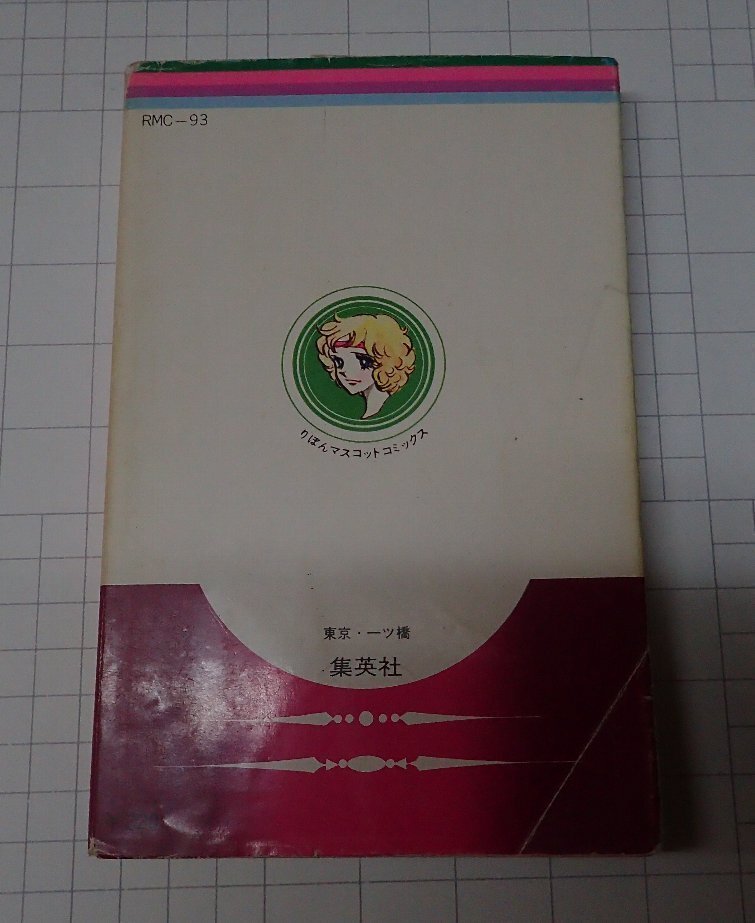 RMC-93
りぼんマスコットコミックス
東京・一ツ橋
集英社